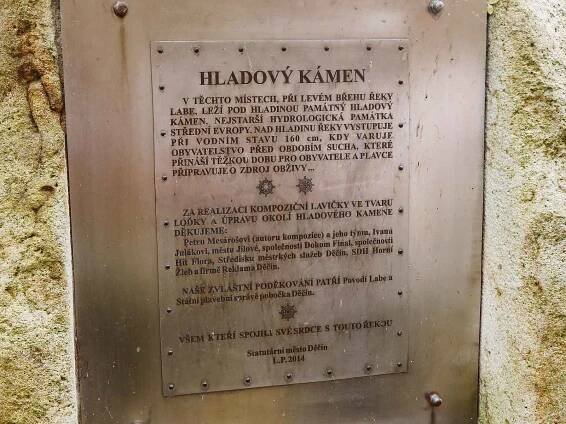 HLADOVÝ KÁMEN
V TĚCHTO MÍSTECH, PŘI LEVÉM BŘEHU ŘEKY
LABE, LEŽÍ POD HLADINOU PAMÁTNÝ HLADOVÝ
KÁMEN, NEJSTARŠÍ HYDROLOGICKÁ PAMÁTKA
STŘEDNÍ EVROPY. NAD HLADINU ŘEKY VYSTUPUJE
PŘI VODNÍM STAVU 160 cm, KDY VARUJE
OBYVATELSTVO PŘED OBDOBÍM SUCHA, KTERÉ
PŘINÁŠÍ TĚŽKOU DOBU PRO OBYVATELE A PLAVCE
PŘIPRAVUJE O ZDROJ OBŽIVY...
ZA REALIZACI KOMPOZIČNÍ LAVIČKY VE TVARU
LOĎKY A ÚPRAVU OKOLÍ HLADOVÉHO KAMENE
DĚKUJEME:
Petru Mesárošovi (autoru kompozice) a jeho týmu, Ivanu
Julákovi, městu Jílové, společnosti Dokom Final, společnosti
Hit Flora, Středisku městských služeb Děčín, SDH Horní
Žleb a firmě Reklama Děčín.
NAŠE ZVLÁŠTNÍ PODĚKOVÁNÍ PATŘÍ Povodí Labe a
Státní plavební správě pobočka Děčín.
VŠEM KTEŘÍ SPOJILI SVÉ SRDCE S TOUTO ŘEKOU
Statutární město Děčín
L.P. 2014